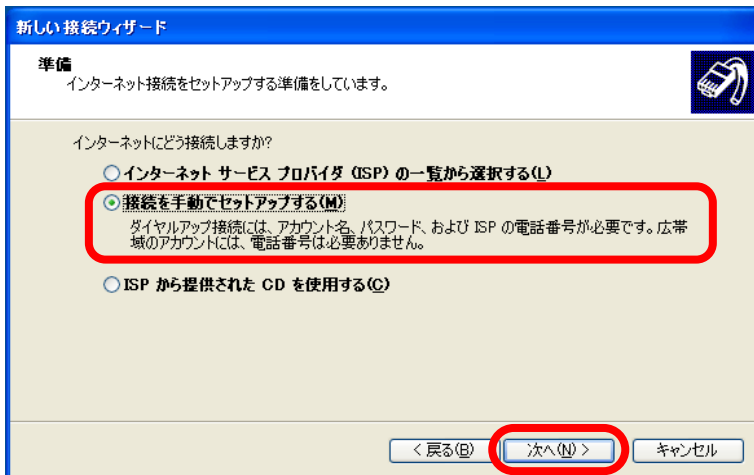 新しい接続ウィザード
準備
インターネット接続をセットアップする準備をしています。
インターネットにどう接続しますか?
インターネット サービス プロバイダ (ISP) の一覧から選択する(L)
接続を手動でセットアップする(M)
ダイヤルアップ接続には、アカウント名、パスワード、および ISP の電話番号が必要です。広帯
域のアカウントには、電話番号は必要ありません。
ISP から提供された CD を使用する(C)
< 戻る(B) 次へ(N) > キャンセル